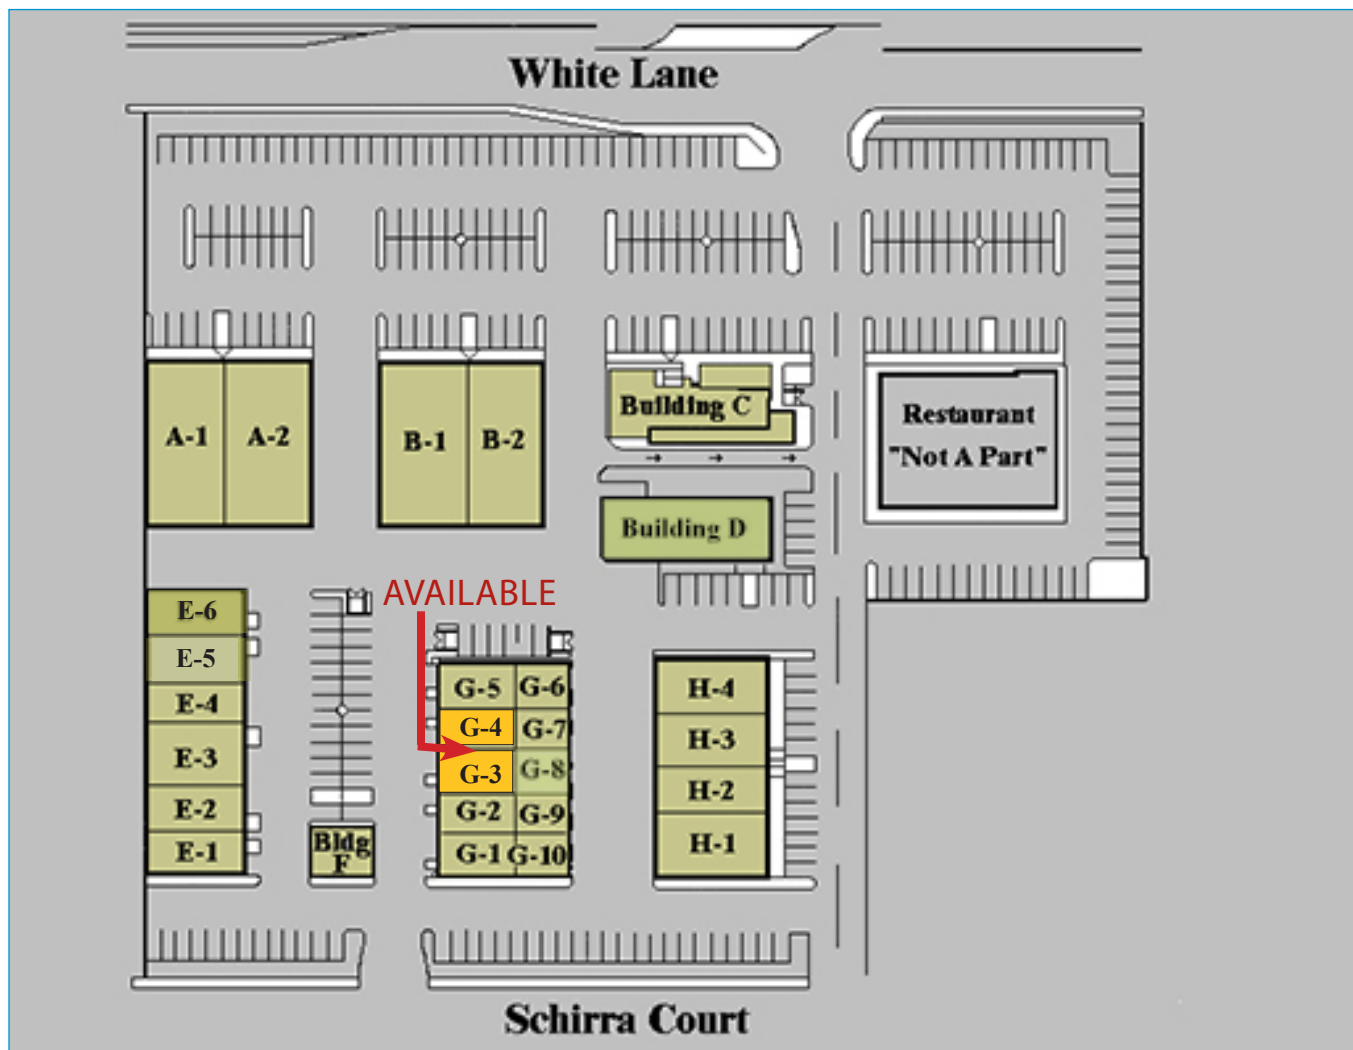 White Lane
A-1
A-2
B-1
B-2
Building C
Restaurant
"Not A Part"
Building D
AVAILABLE
E-6
E-5
E-4
E-3
E-2
E-1
Bldg
F
G-5
G-6
G-4
G-7
G-3
G-8
G-2
G-9
G-1
G-10
H-4
H-3
H-2
H-1
Schirra Court